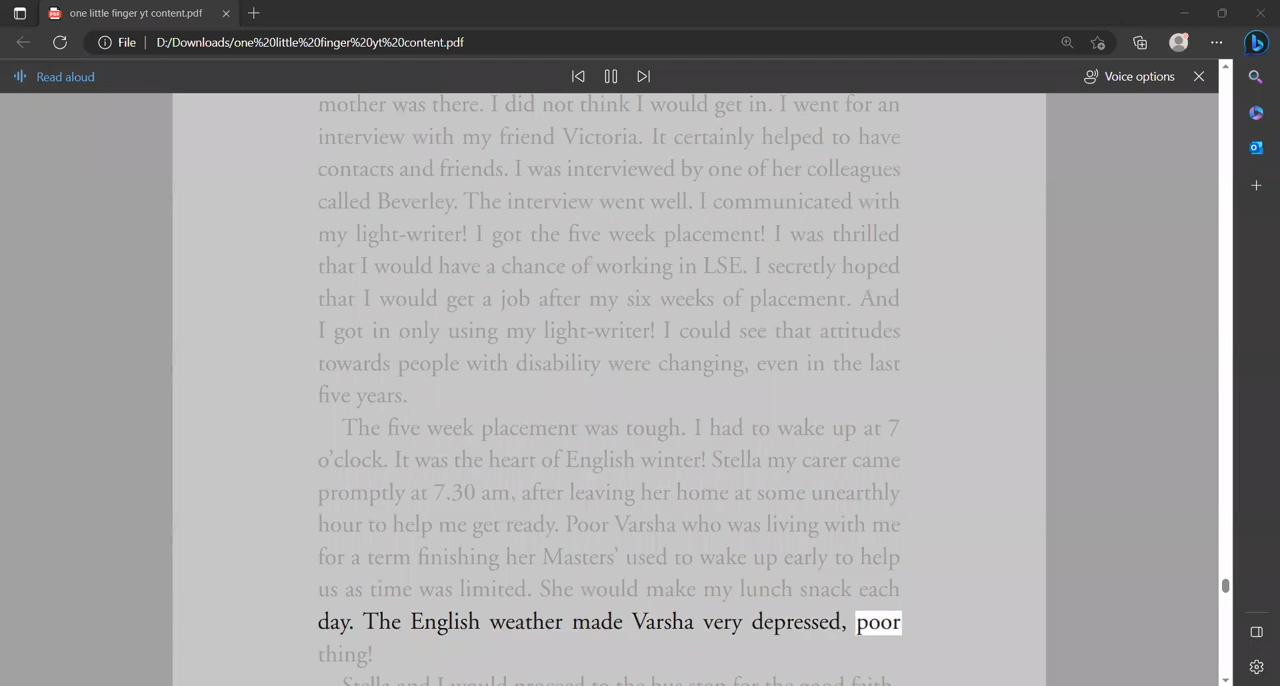 one little finger yt content.pdf
File D:/Downloads/one%20little%20finger%20yt%20content.pdf
Read aloud Voice options
mother was there. I did not think I would get in. I went for an
interview with my friend Victoria. It certainly helped to have
contacts and friends. I was interviewed by one of her colleagues
called Beverley. The interview went well. I communicated with
my light-writer! I got the five week placement! I was thrilled
that I would have a chance of working in LSE. I secretly hoped
that I would get a job after my six weeks of placement. And
I got in only using my light-writer! I could see that attitudes
towards people with disability were changing, even in the last
five years.
The five week placement was tough. I had to wake up at 7
o’clock. It was the heart of English winter! Stella my carer came
promptly at 7.30 am, after leaving her home at some unearthly
hour to help me get ready. Poor Varsha who was living with me
for a term finishing her Masters’ used to wake up early to help
us as time was limited. She would make my lunch snack each
day. The English weather made Varsha very depressed, poor
thing!
Stella and I would proceed to the bus stop for the good faith